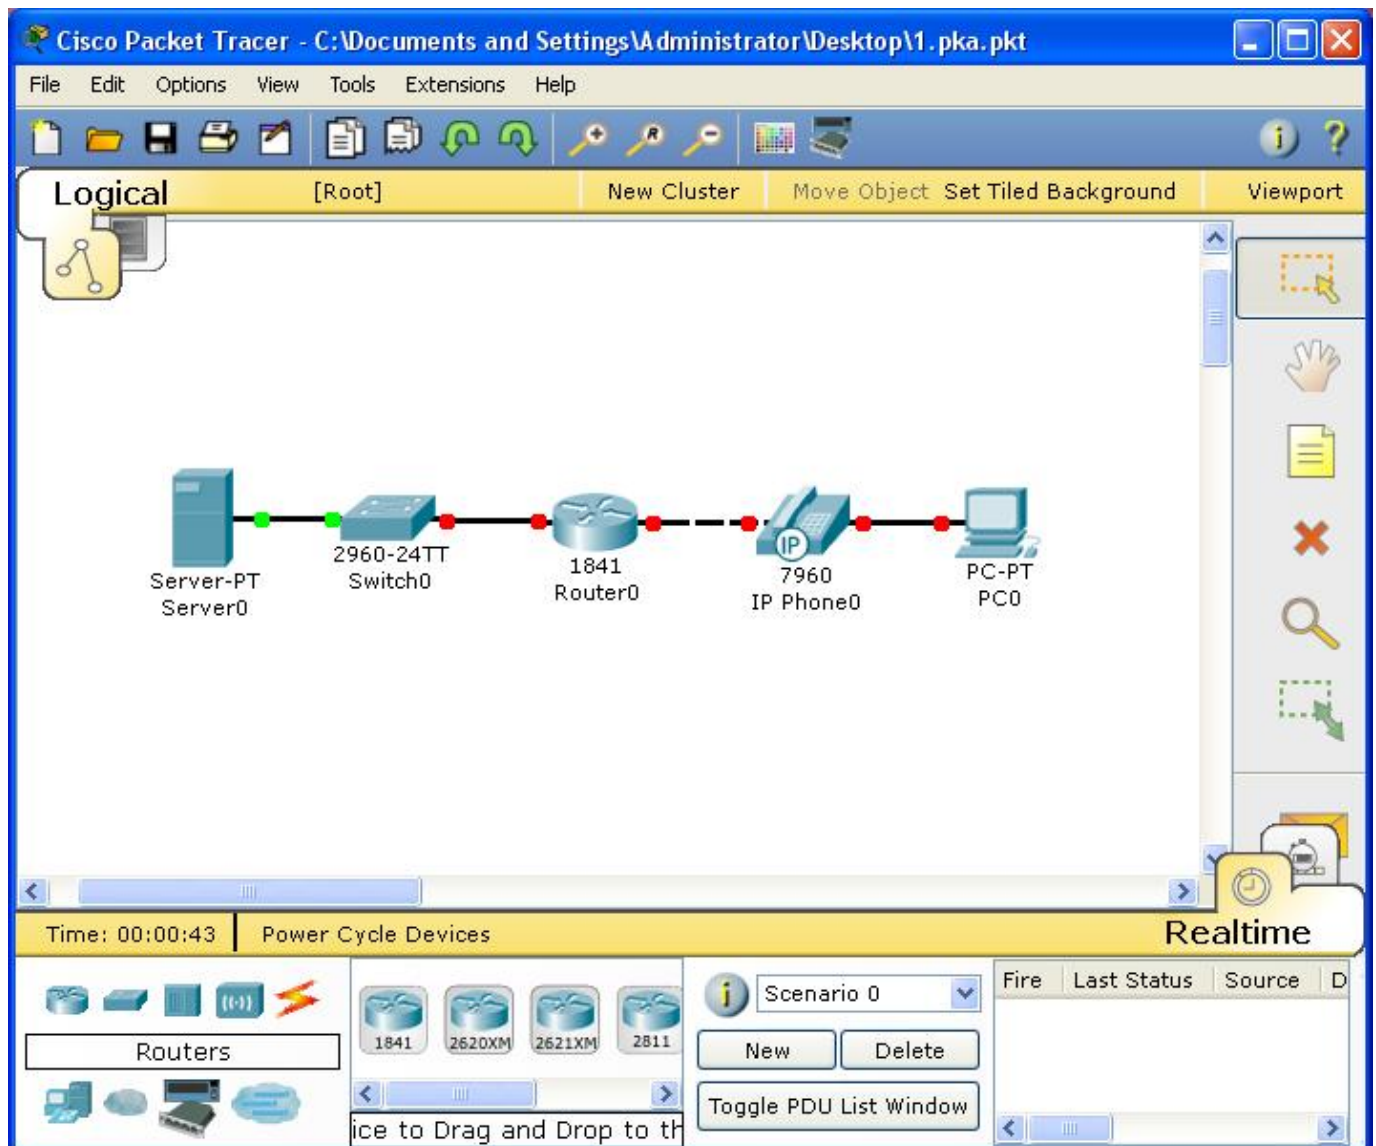 Cisco Packet Tracer - C:\Documents and Settings\Administrator\Desktop\1.pka.pkt
File Edit Options View Tools Extensions Help
R
i ?
Logical [Root] New Cluster Move Object Set Tiled Background Viewport
Server-PT
Server0
2960-24TT
Switch0
1841
Router0
IP
7960
IP Phone0
PC-PT
PC0
Time: 00:00:43 Power Cycle Devices Realtime
Routers
1841 2620XM 2621XM 2811
ice to Drag and Drop to th
i Scenario 0
New Delete
Toggle PDU List Window
Fire Last Status Source D